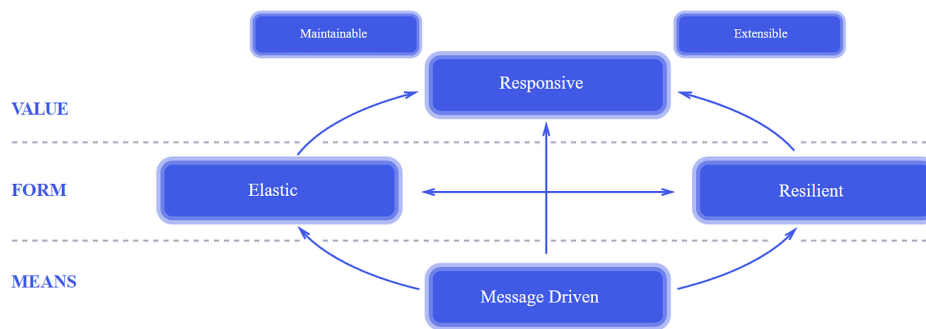 Maintainable
Extensible
Responsive
VALUE
FORM
Elastic
Resilient
MEANS
Message Driven